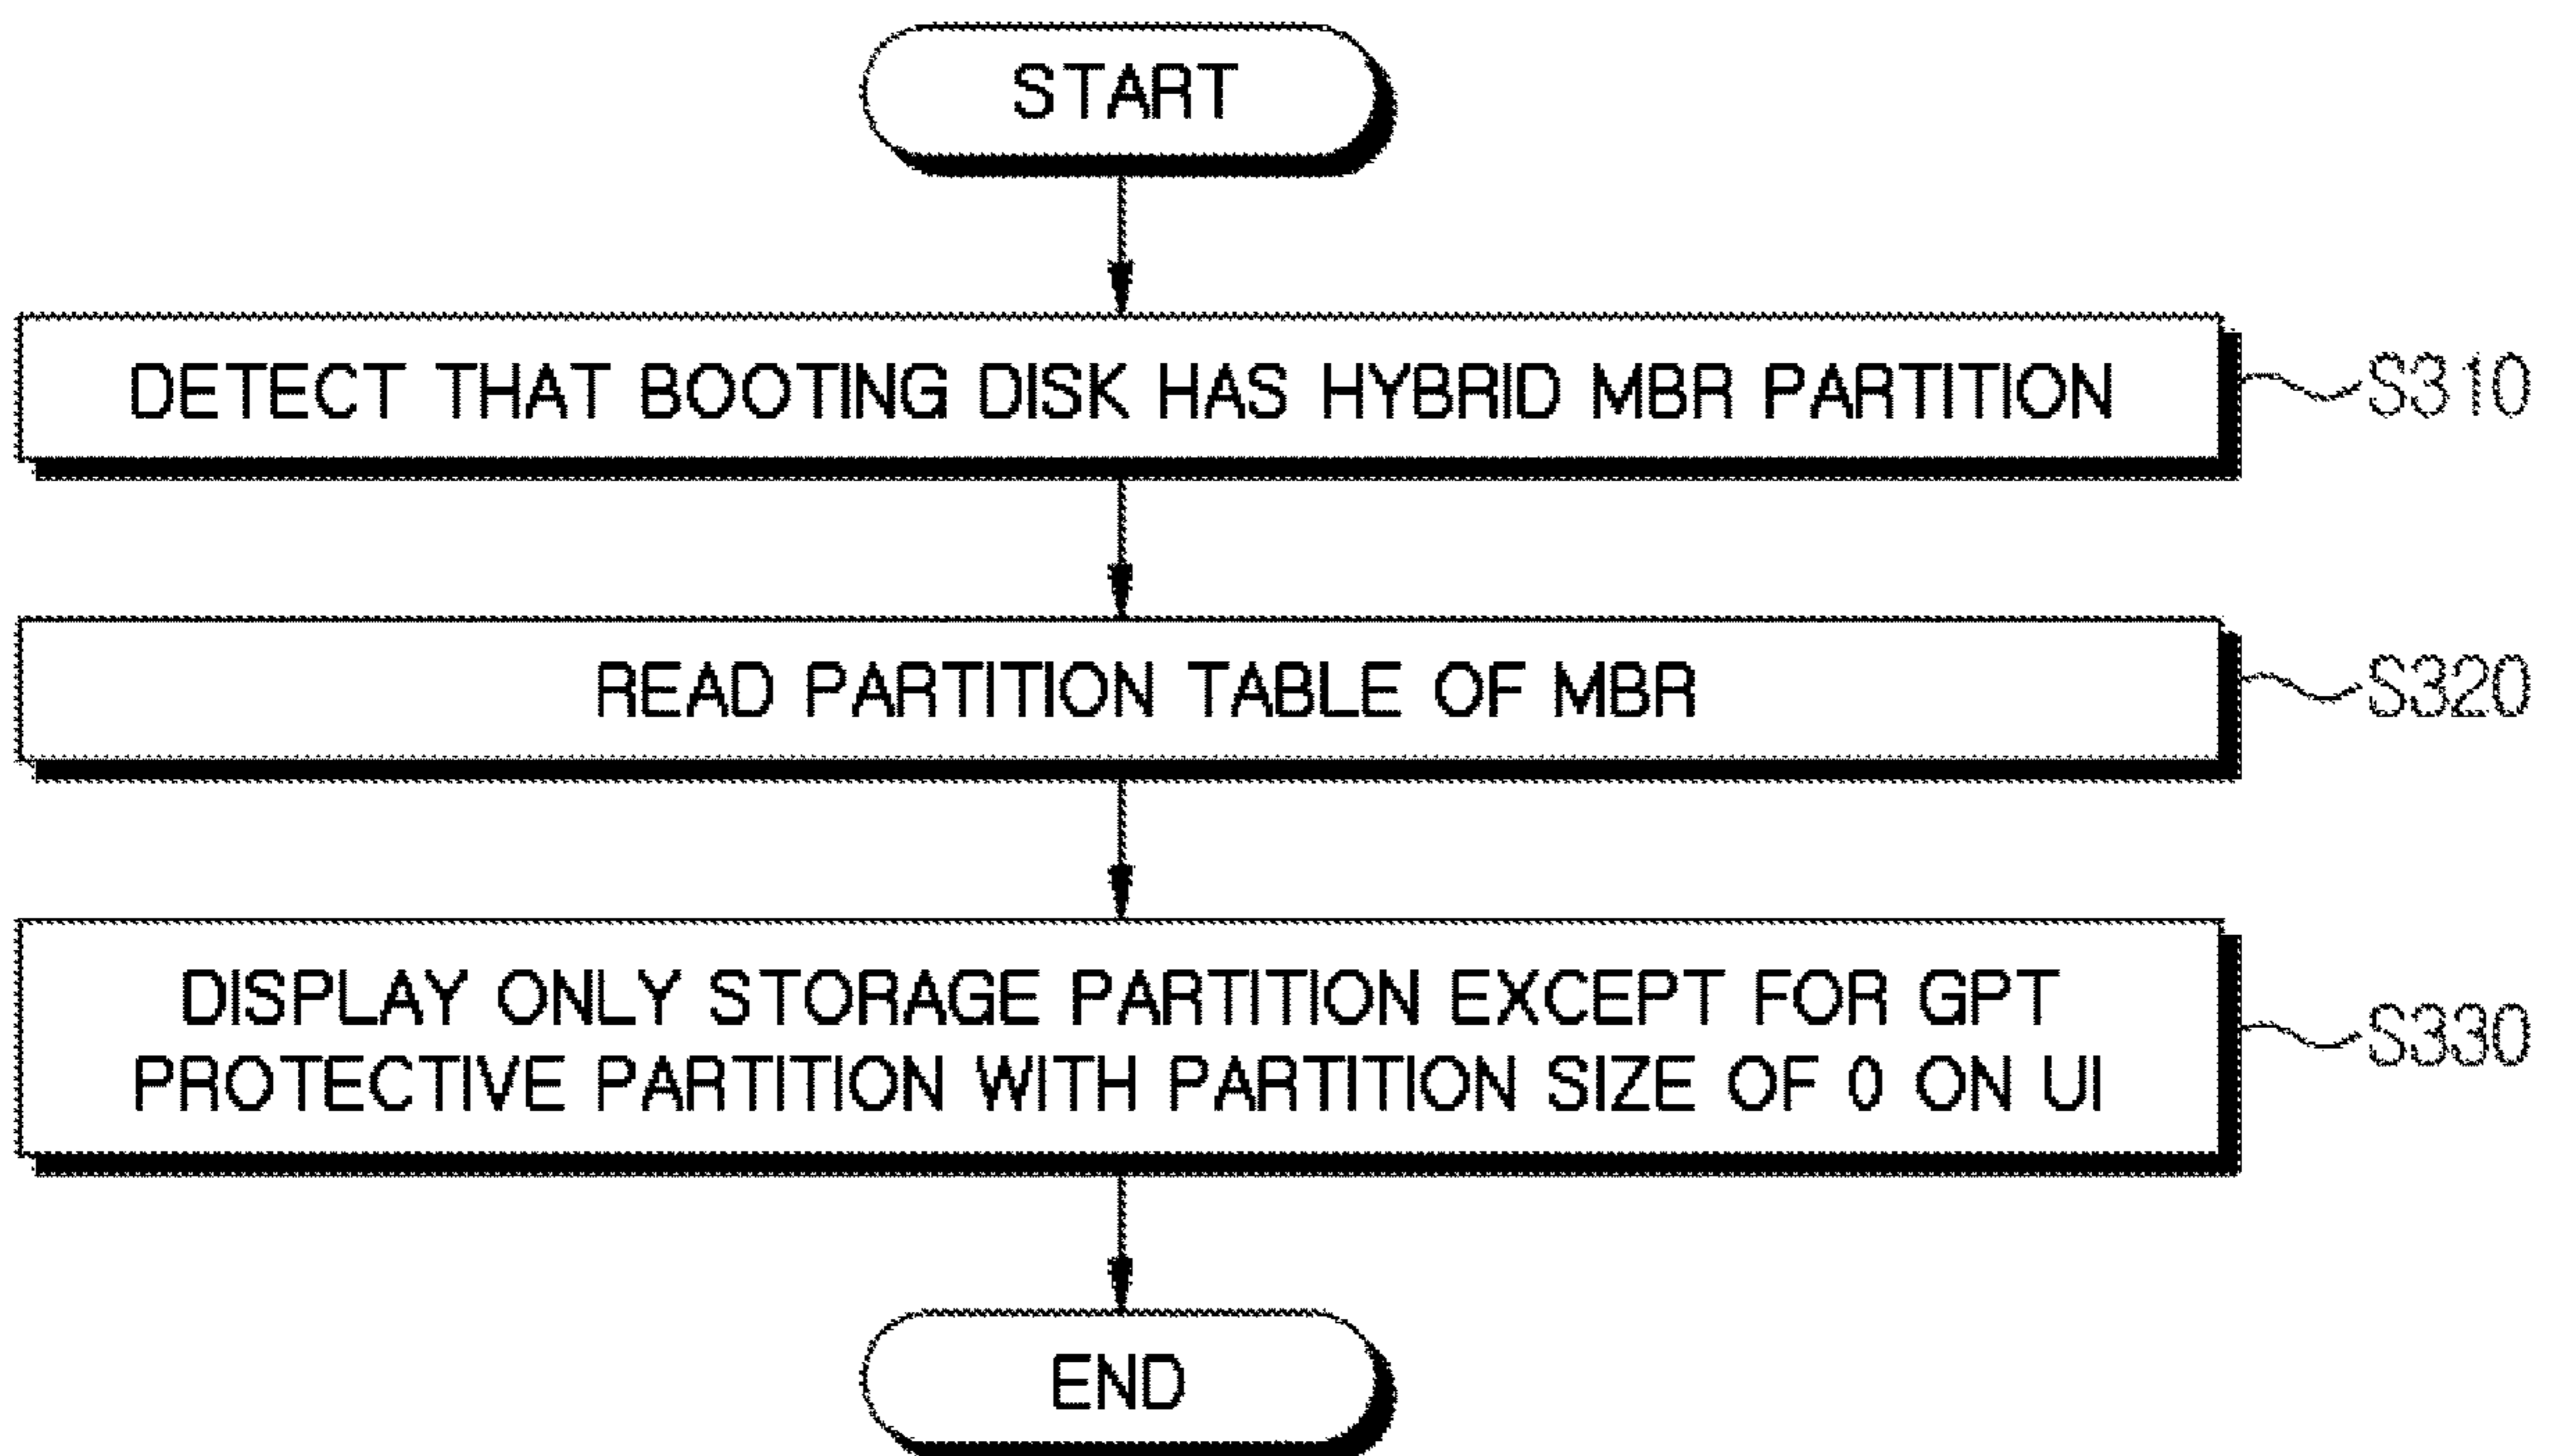 START
DETECT THAT BOOTING DISK HAS HYBRID MBR PARTITION
S310
READ PARTITION TABLE OF MBR
S320
DISPLAY ONLY STORAGE PARTITION EXCEPT FOR GPT
PROTECTIVE PARTITION WITH PARTITION SIZE OF 0 ON UI
S330
END